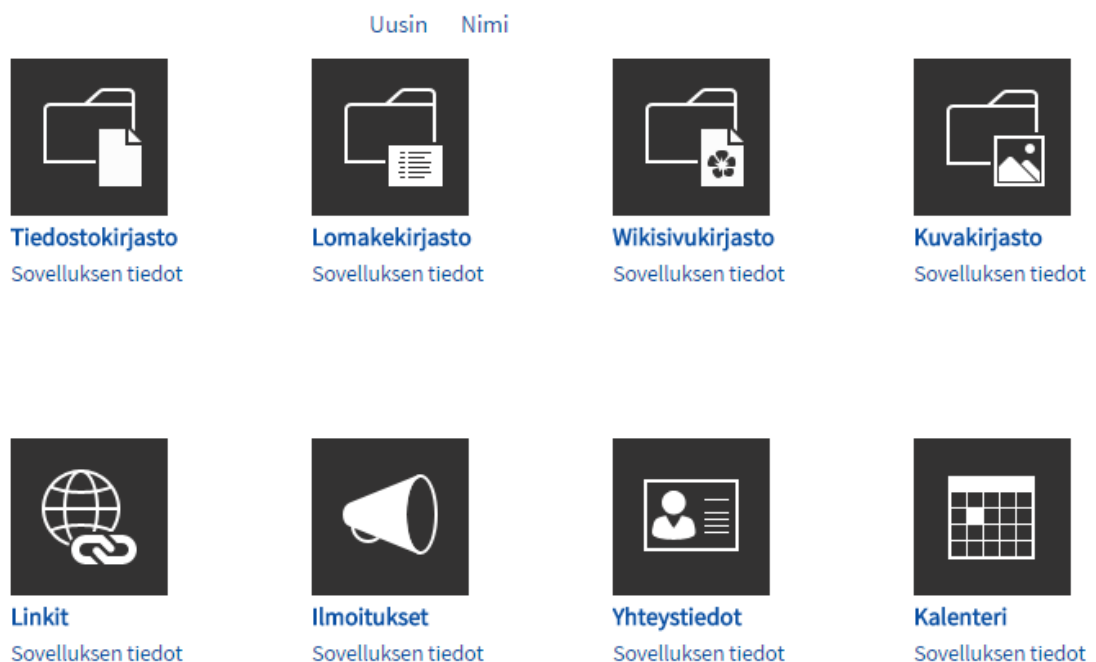 Uusin Nimi
Tiedostokirjasto Lomakekirjasto Wikisivukirjasto Kuvakirjasto
Sovelluksen tiedot Sovelluksen tiedot Sovelluksen tiedot Sovelluksen tiedot
Linkit Ilmoitukset Yhteystiedot Kalenteri
Sovelluksen tiedot Sovelluksen tiedot Sovelluksen tiedot Sovelluksen tiedot